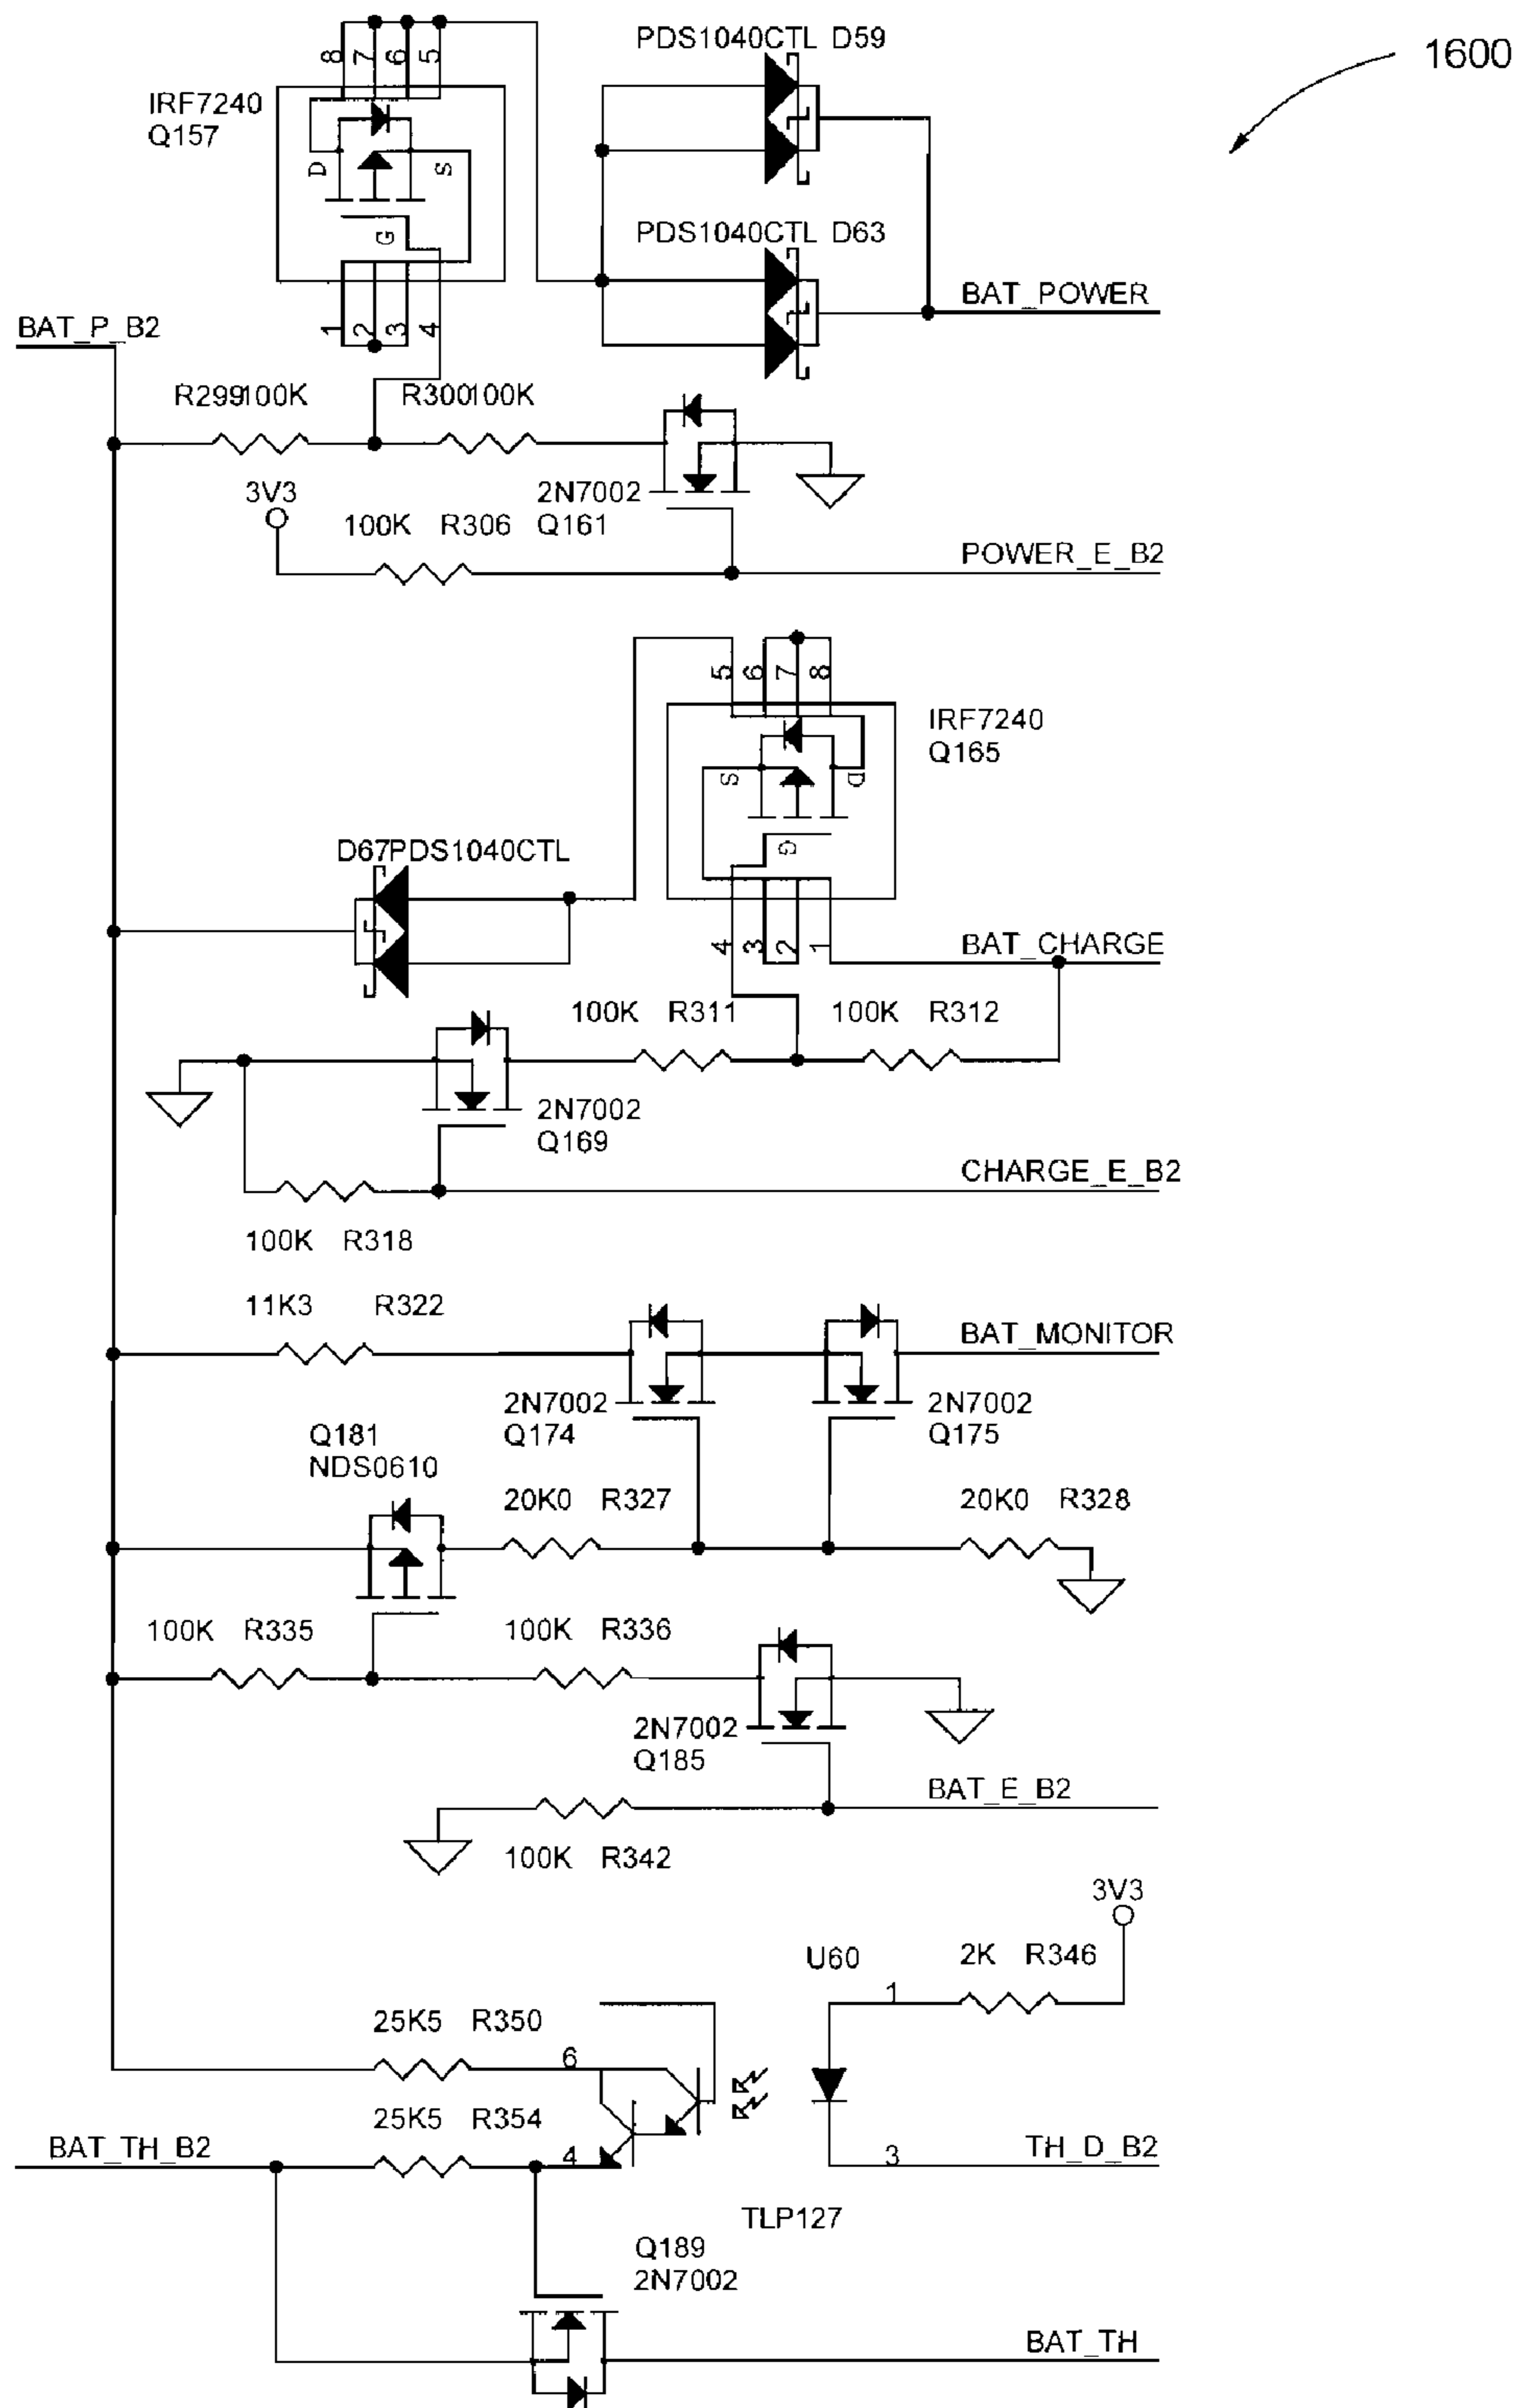 1600
PDS1040CTL D59
8 7 6 5
IRF7240
Q157
D S
G
1 2 3 4
PDS1040CTL D63
BAT_POWER
BAT_P_B2
R299100K R300100K
3V3
2N7002
100K R306 Q161
POWER_E_B2
5 6 7 8
IRF7240
Q165
S D
G
D67PDS1040CTL
4 3 2 1
BAT_CHARGE
100K R311 100K R312
2N7002
Q169
CHARGE_E_B2
100K R318
11K3 R322
BAT_MONITOR
2N7002
Q174
2N7002
Q175
Q181
NDS0610
20K0 R327 20K0 R328
100K R335 100K R336
2N7002
Q185
BAT_E_B2
100K R342
3V3
U60 2K R346
1
25K5 R350
6
25K5 R354
BAT_TH_B2
4
3
TH_D_B2
TLP127
Q189
2N7002
BAT_TH